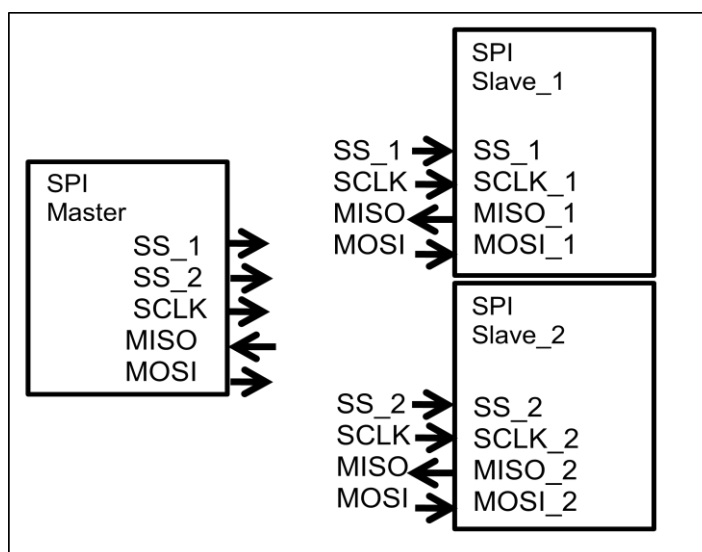 SPI
Master
SS_1
SS_2
SCLK
MISO
MOSI
SPI
Slave_1
SS_1 SS_1
SCLK SCLK_1
MISO MISO_1
MOSI MOSI_1
SPI
Slave_2
SS_2 SS_2
SCLK SCLK_2
MISO MISO_2
MOSI MOSI_2